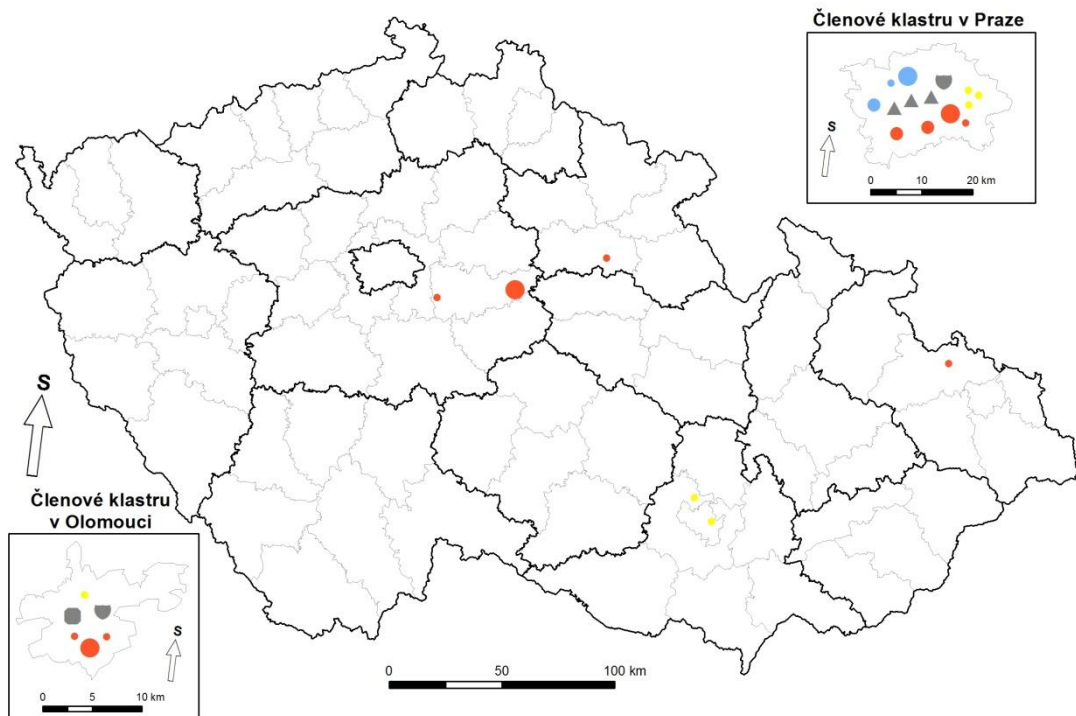 Členové klastru v Praze
S
0 10 20 km
S
Členové klastru
v Olomouci
S
0 5 10 km
0 50 100 km